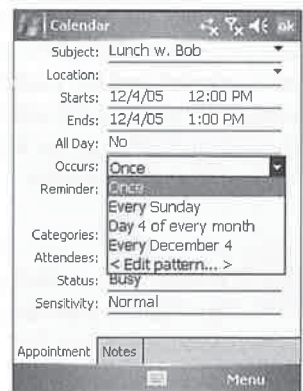 Calendar ok
Subject: Lunch w. Bob
Location:
Starts: 12/4/05 12:00 PM
Ends: 12/4/05 1:00 PM
All Day: No
Occurs: Once
Once
Reminder:
Every Sunday
Day 4 of every month
Categories:
Every December 4
Attendees:
< Edit pattern... >
Status: Busy
Sensitivity: Normal
Appointment Notes
Menu